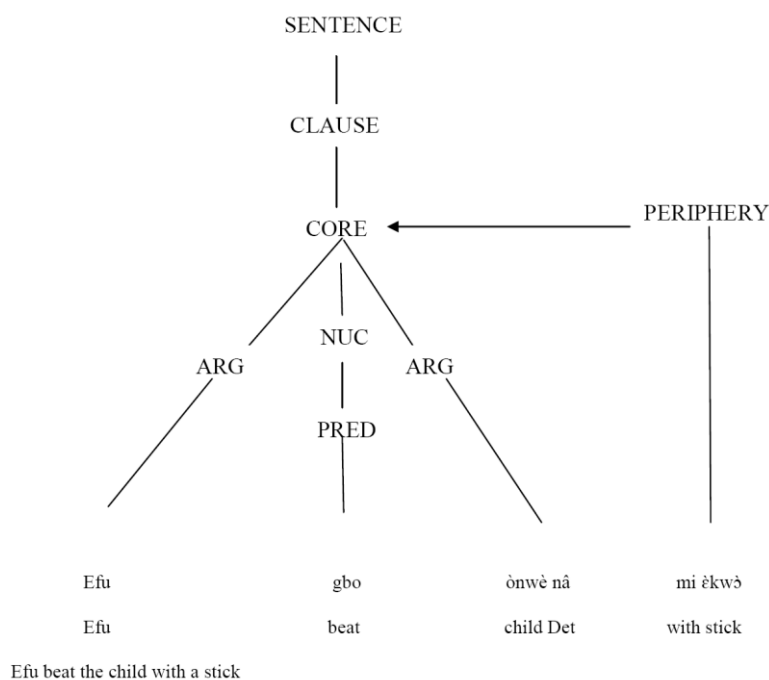 SENTENCE
CLAUSE
PERIPHERY
CORE
NUC
ARG ARG
PRED
Efu gbo ònwè nâ mi ɛ̀kwɔ̀
Efu beat child Det with stick
Efu beat the child with a stick